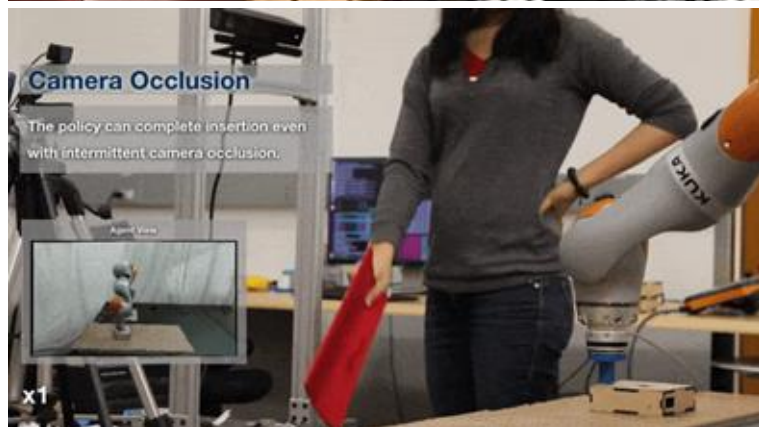 Camera Occlusion
The policy can complete insertion even
with intermittent camera occlusion.
KUKA
Agent View
x1